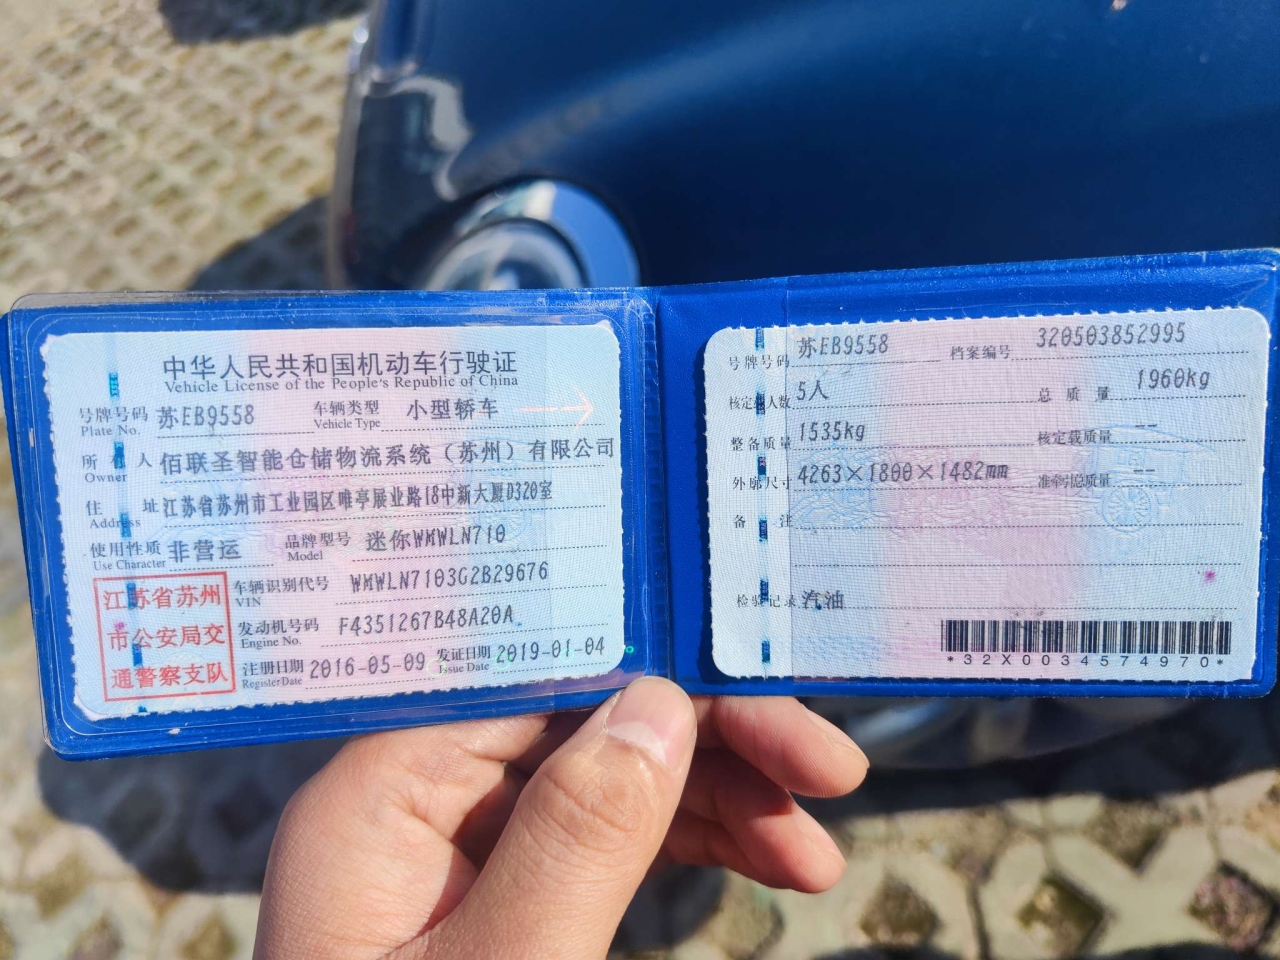 中华人民共和国机动车行驶证
Vehicle License of the People's Republic of China
号牌号码 苏EB9558 车辆类型 小型轿车
Plate No. Vehicle Type
所有人 佰联圣智能仓储物流系统（苏州）有限公司
Owner
住址 江苏省苏州市工业园区唯亭展业路18中新大厦D320室
Address
使用性质 非营运 品牌型号 迷你WMWLN710
Use Character Model
江苏省苏州
市公安局交
通警察支队
车辆识别代号 WMWLN7103G2B29676
VIN
发动机号码 F4351267B48A20A
Engine No.
注册日期 2016-05-09 发证日期 2019-01-04
Register Date Issue Date
号牌号码 苏EB9558 档案编号 320503852995
核定载人数 5人 总质量 1960kg
整备质量 1535kg 核定载质量 --
外廓尺寸 4263×1800×1482mm 准牵引总质量 --
备注
检验记录 汽油
*32X0034574970*